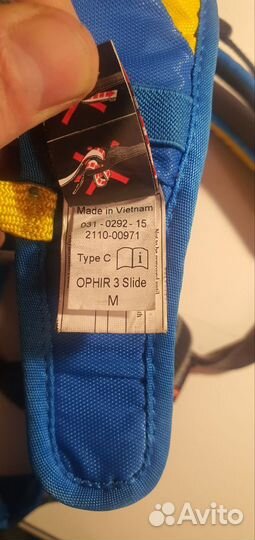 Made in Vietnam
031 - 0292 - 15
2110-00971
Type C
OPHIR 3 Slide
M
Avito